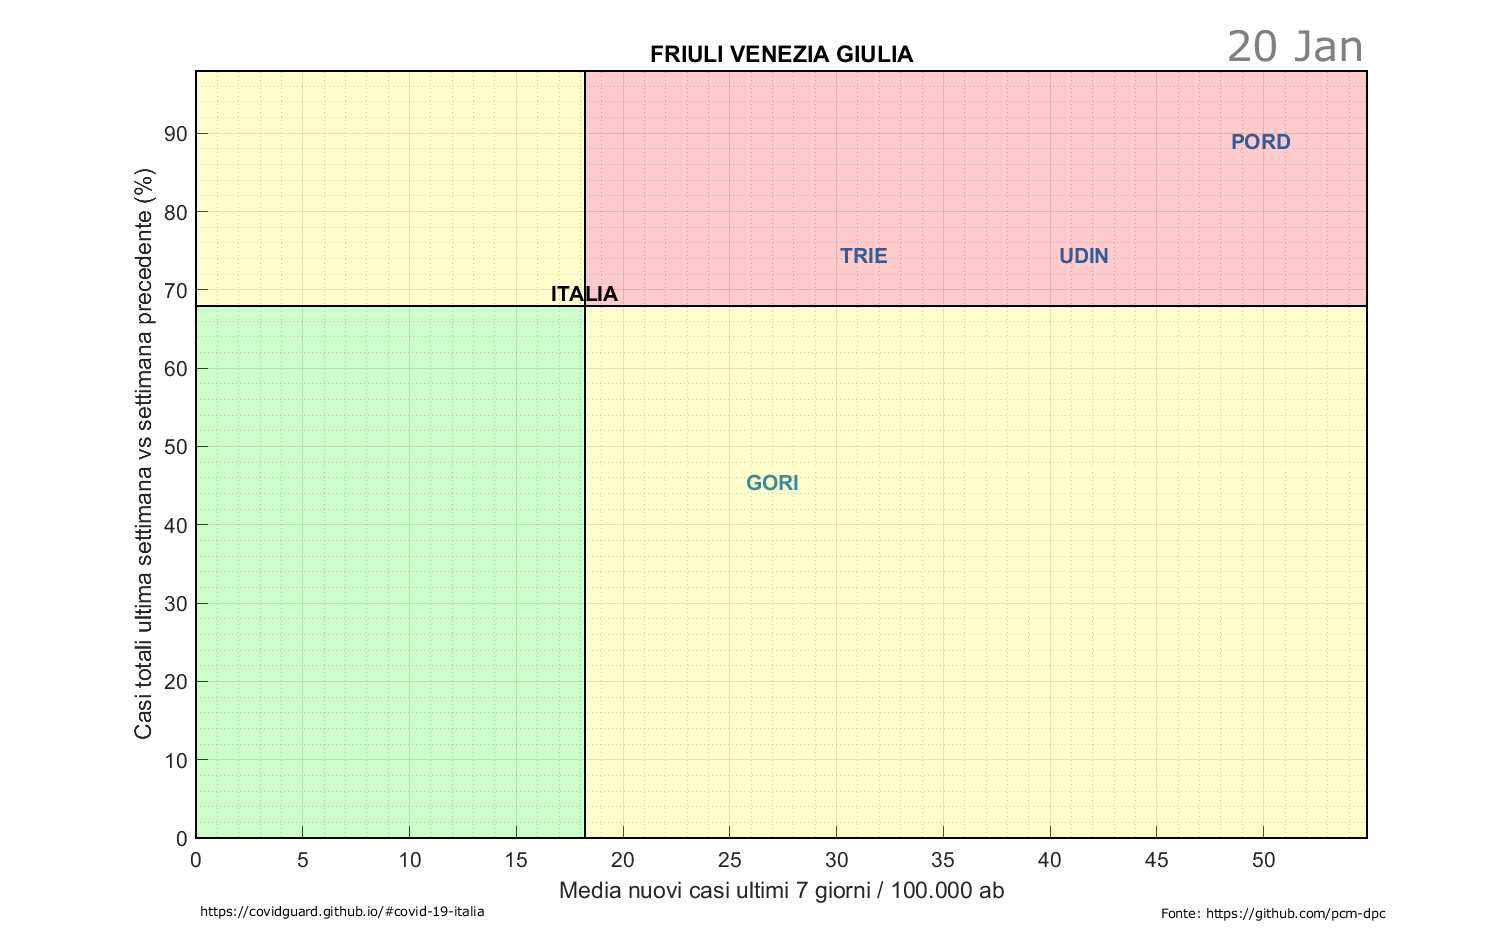 20 Jan
FRIULI VENEZIA GIULIA
Casi totali ultima settimana vs settimana precedente (%)
90
80
70
60
50
40
30
20
10
0
PORD
TRIE
UDIN
ITALIA
GORI
0 5 10 15 20 25 30 35 40 45 50
Media nuovi casi ultimi 7 giorni / 100.000 ab
https://covidguard.github.io/#covid-19-italia
Fonte: https://github.com/pcm-dpc